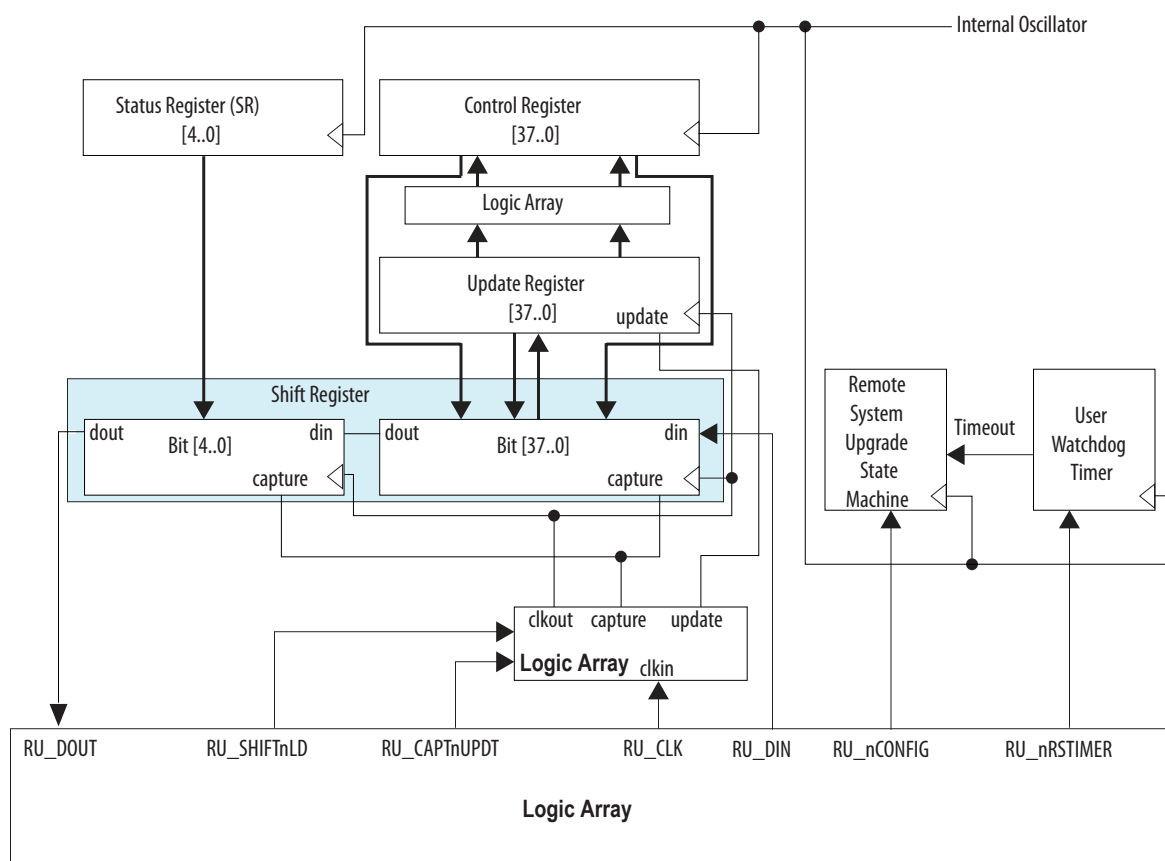 Internal Oscillator
Status Register (SR)
[4..0]
Control Register
[37..0]
Logic Array
Update Register
[37..0]
update
Shift Register
dout
Bit [4..0]
din
capture
dout
Bit [37..0]
din
capture
Remote
System
Upgrade
State
Machine
Timeout
User
Watchdog
Timer
clkout
capture
update
Logic Array
clkin
RU_DOUT
RU_SHIFTnLD
RU_CAPTnUPDT
RU_CLK
RU_DIN
RU_nCONFIG
RU_nRSTIMER
Logic Array